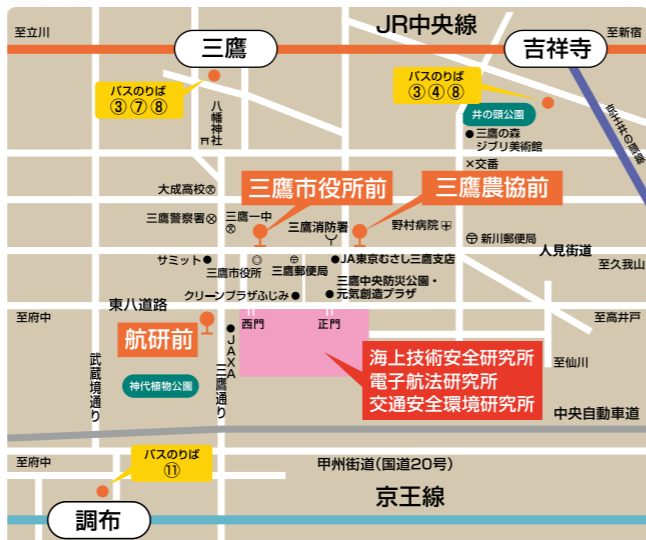 JR中央線
至立川
三鷹
吉祥寺
至新宿
バスのりば
③⑦⑧
バスのりば
③④⑧
八幡神社
井の頭公園
京王井の頭線
三鷹の森
ジブリ美術館
×交番
大成高校
三鷹市役所前
三鷹農協前
三鷹警察署
三鷹一中
三鷹消防署
野村病院
新川郵便局
人見街道
サミット
三鷹市役所
三鷹郵便局
JA東京むさし三鷹支店
至久我山
三鷹中央防災公園・
元気創造プラザ
クリーンプラザふじみ
東八道路
至府中
西門
正門
至高井戸
航研前
JAXA
武蔵境通り
三鷹通り
神代植物公園
海上技術安全研究所
電子航法研究所
交通安全環境研究所
至仙川
中央自動車道
至府中
バスのりば
⑪
甲州街道(国道20号)
調布
京王線